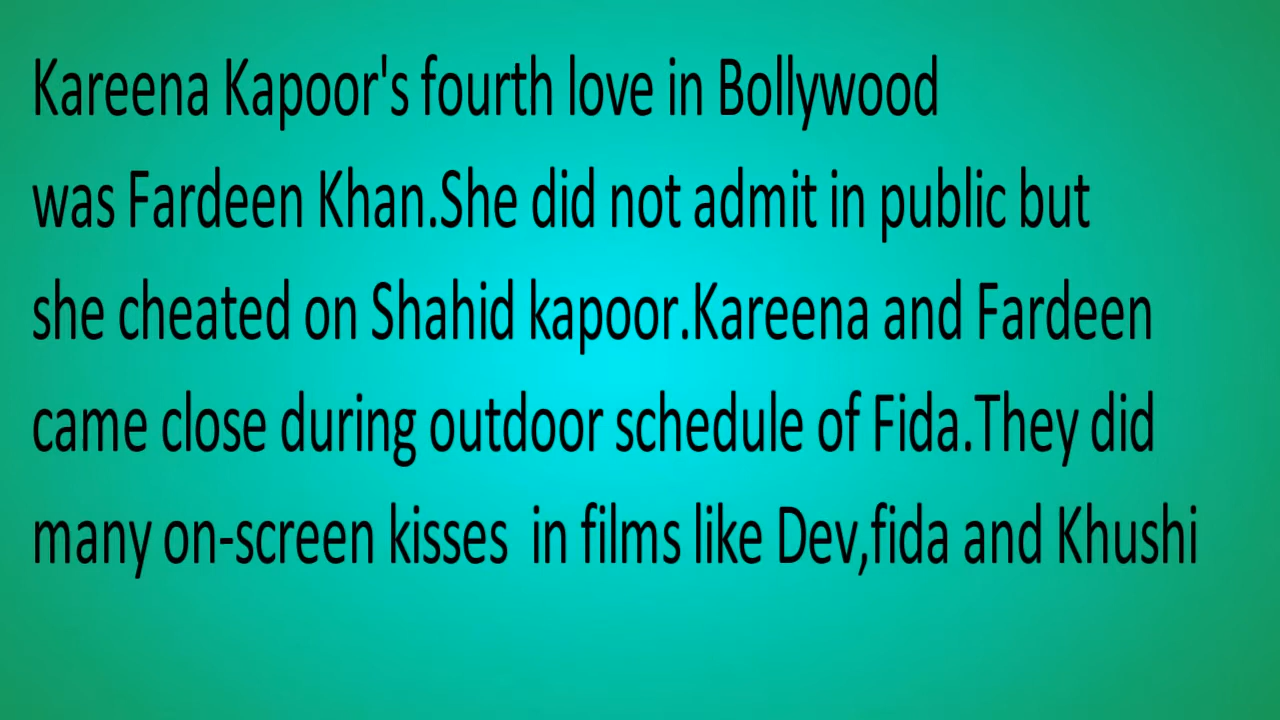 Kareena Kapoor's fourth love in Bollywood
was Fardeen Khan.She did not admit in public but
she cheated on Shahid kapoor.Kareena and Fardeen
came close during outdoor schedule of Fida.They did
many on-screen kisses  in films like Dev,fida and Khushi